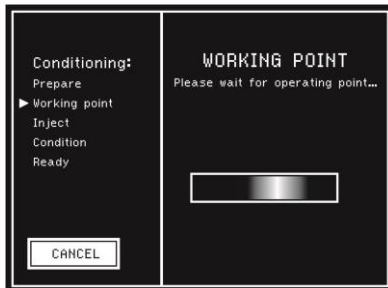 Conditioning:
Prepare
Working point
Inject
Condition
Ready
CANCEL
WORKING POINT
Please wait for operating point…